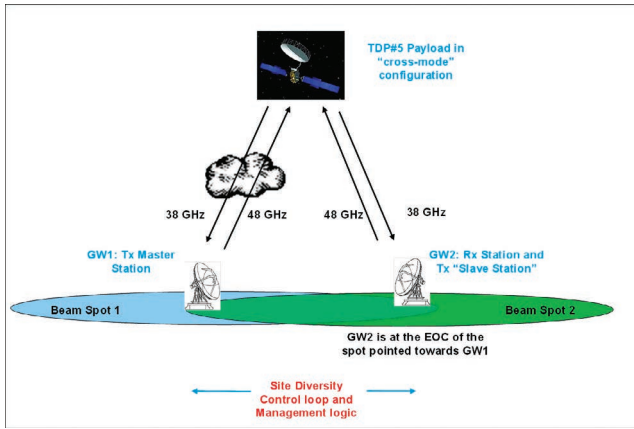 TDP#5 Payload in
"cross-mode"
configuration
38 GHz
48 GHz
48 GHz
38 GHz
GW1: Tx Master
Station
GW2: Rx Station and
Tx "Slave Station"
Beam Spot 1
Beam Spot 2
GW2 is at the EOC of the
spot pointed towards GW1
Site Diversity
Control loop and
Management logic